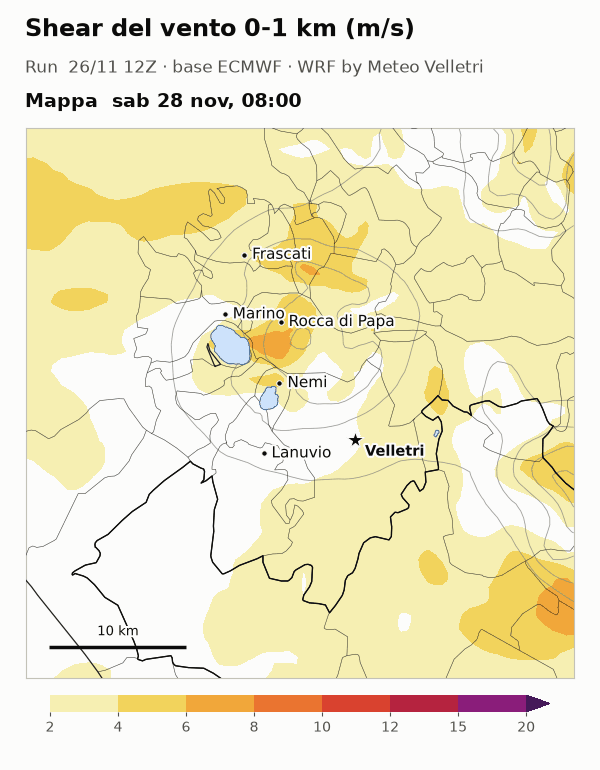 Shear del vento 0-1 km (m/s)
Run  26/11 12Z · base ECMWF · WRF by Meteo Velletri
Mappa  sab 28 nov, 08:00
Frascati
Marino
Rocca di Papa
Nemi
Velletri
Lanuvio
10 km
2 4 6 8 10 12 15 20